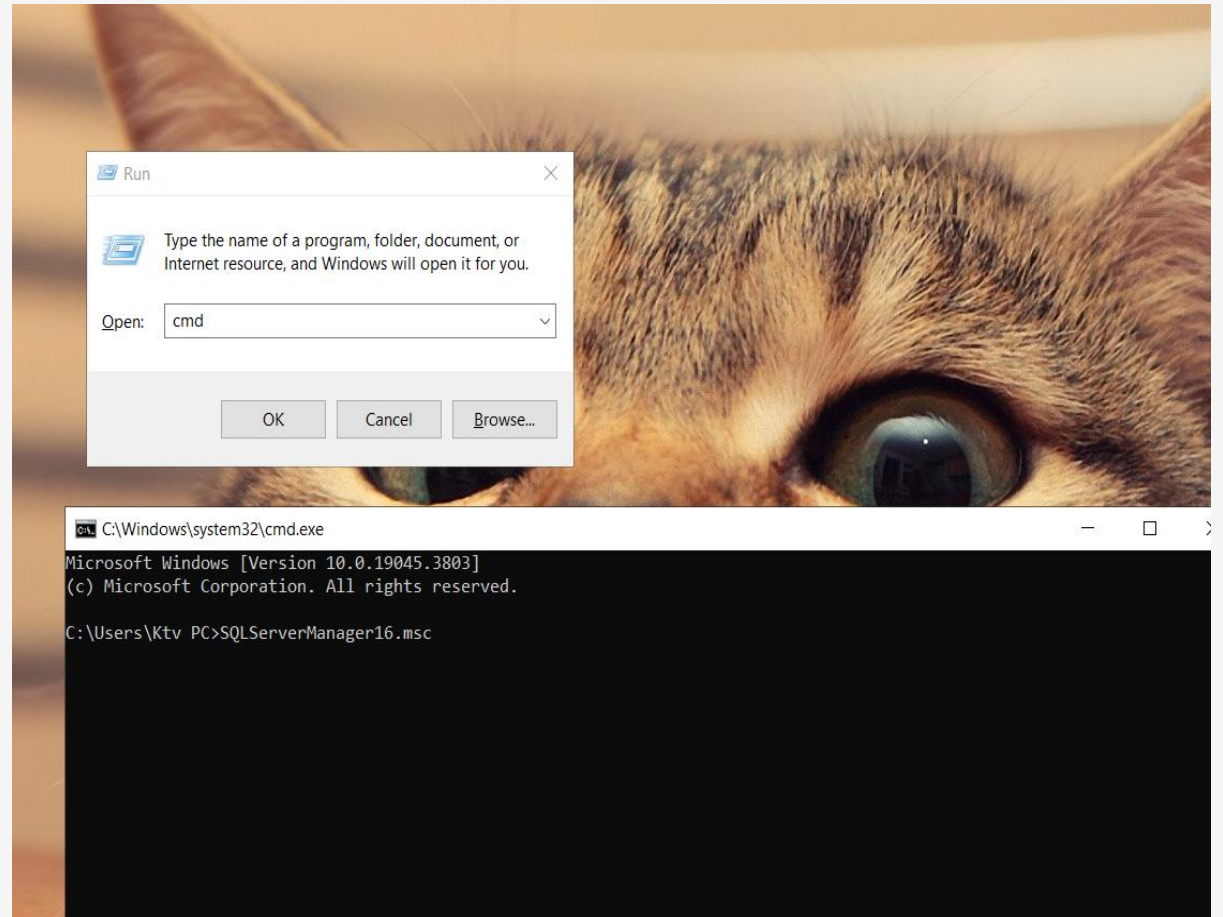 Run
Type the name of a program, folder, document, or
Internet resource, and Windows will open it for you.
Open: cmd
OK Cancel Browse...
C:\Windows\system32\cmd.exe
Microsoft Windows [Version 10.0.19045.3803]
(c) Microsoft Corporation. All rights reserved.
C:\Users\Ktv PC>SQLServerManager16.msc